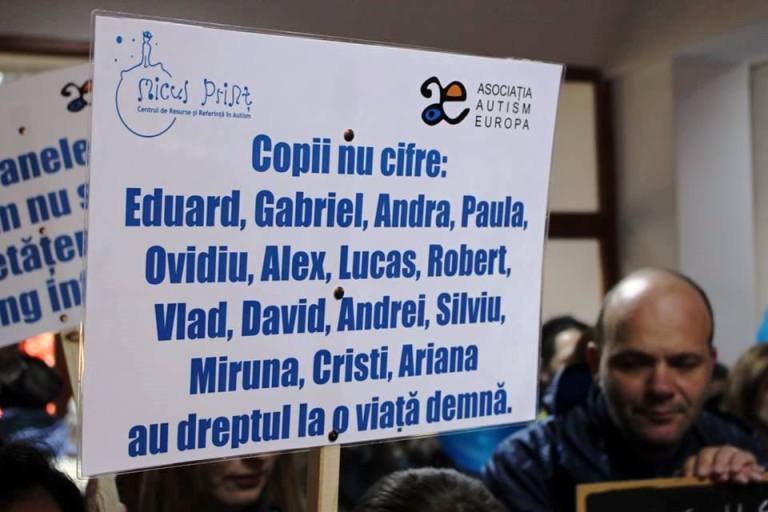 Micul Prinț
Centrul de Resurse și Referință în Autism
ASOCIAȚIA
AUTISM
EUROPA
Copii nu cifre:
Eduard, Gabriel, Andra, Paula,
Ovidiu, Alex, Lucas, Robert,
Vlad, David, Andrei, Silviu,
Miruna, Cristi, Ariana
au dreptul la o viață demnă.